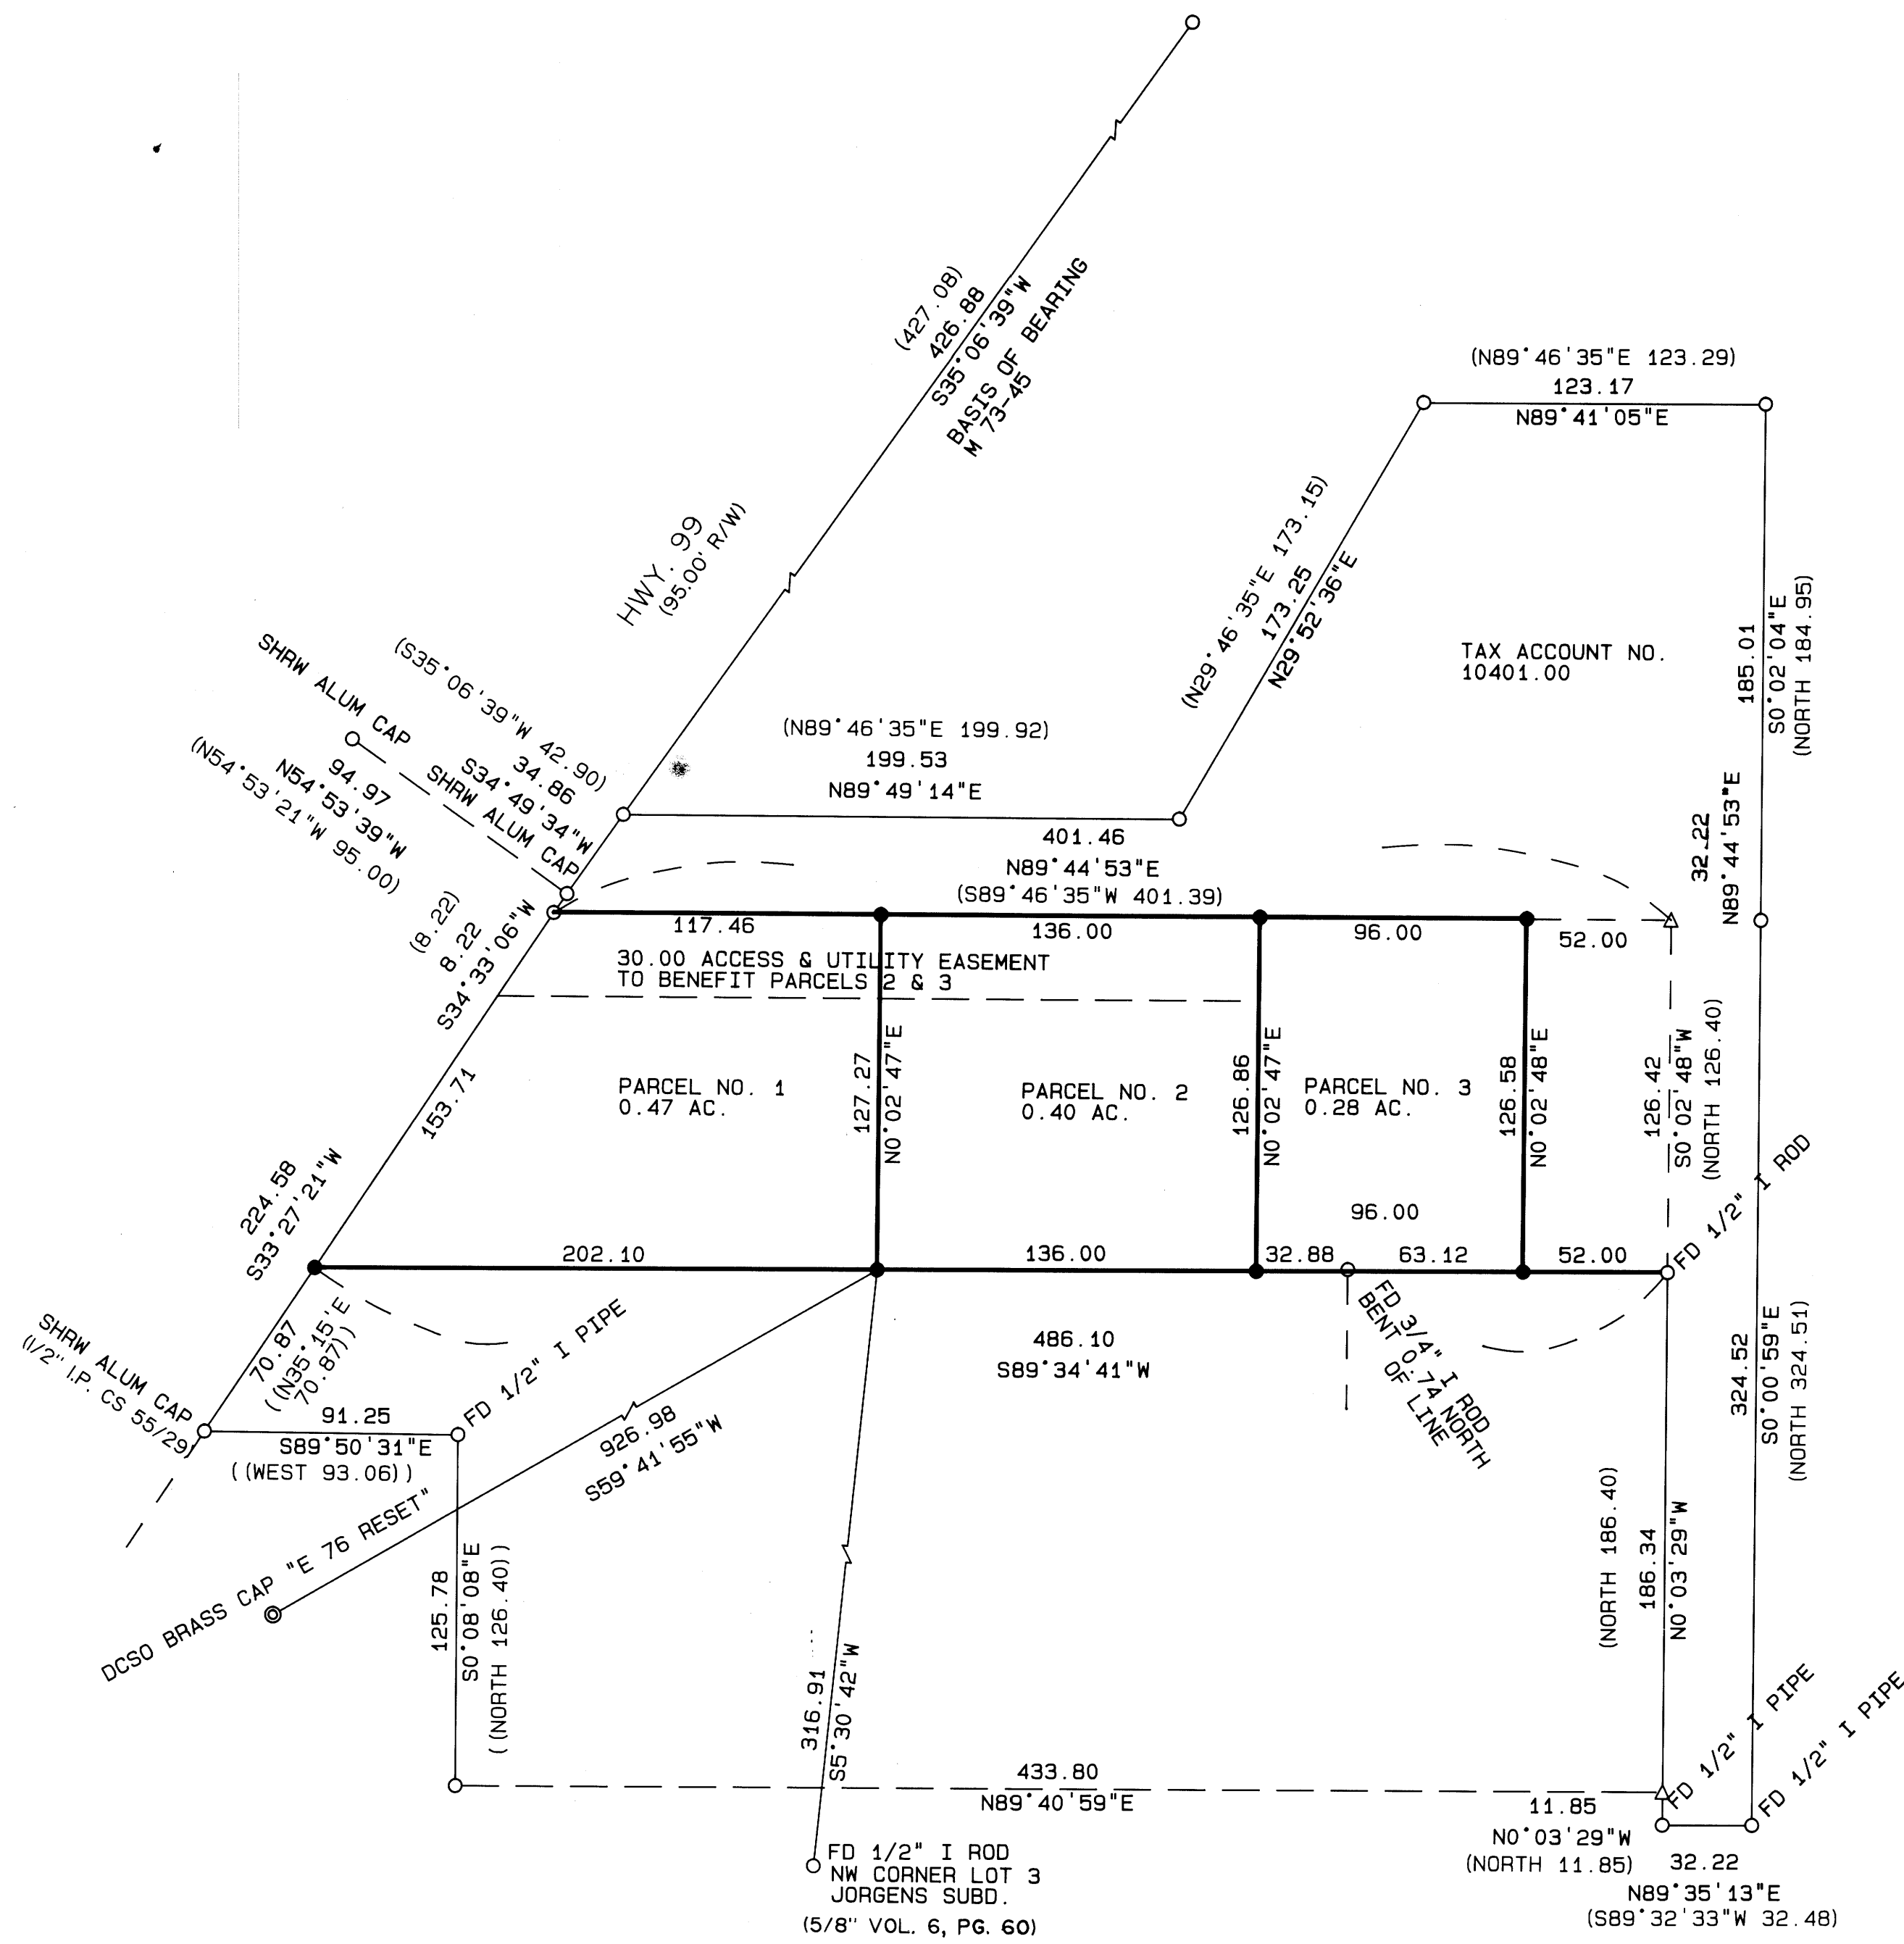 (427.08)
426.88
S35°06'39"W
BASIS OF BEARING
M 73-45
(N89°46'35"E 123.29)
123.17
N89°41'05"E
HWY. 99
(95.00' R/W)
(N29°46'35"E 173.15)
173.25
N29°52'36"E
TAX ACCOUNT NO.
10401.00
185.01
S0°02'04"E
(NORTH 184.95)
SHRW ALUM CAP
(S35°06'39"W 42.90)
34.86
S34°49'34"W
SHRW ALUM CAP
94.97
N54°53'39"W
(N54°53'21"W 95.00)
(N89°46'35"E 199.92)
199.53
N89°49'14"E
401.46
N89°44'53"E
(S89°46'35"W 401.39)
32.22
N89°44'53"E
(8.22)
8.22
S34°33'06"W
117.46
136.00
96.00
52.00
30.00 ACCESS & UTILITY EASEMENT
TO BENEFIT PARCELS 2 & 3
153.71
PARCEL NO. 1
0.47 AC.
127.27
N0°02'47"E
PARCEL NO. 2
0.40 AC.
126.86
N0°02'47"E
PARCEL NO. 3
0.28 AC.
126.58
N0°02'48"E
126.42
S0°02'48"W
(NORTH 126.40)
FD 1/2" I ROD
224.58
S33°27'21"W
202.10
136.00
96.00
32.88
63.12
52.00
FD 3/4" I ROD
BENT 0.74 NORTH
OF LINE
486.10
S89°34'41"W
324.52
S0°00'59"E
(NORTH 324.51)
70.87
((N35°15'E
70.87))
SHRW ALUM CAP
(1/2" I.P. CS 55/29)
FD 1/2" I PIPE
91.25
S89°50'31"E
((WEST 93.06))
926.98
S59°41'55"W
DCSO BRASS CAP "E 76 RESET"
125.78
S0°08'08"E
((NORTH 126.40))
316.91
S5°30'42"W
(NORTH 186.40)
186.34
N0°03'29"W
433.80
N89°40'59"E
FD 1/2" I PIPE
FD 1/2" I PIPE
11.85
N0°03'29"W
(NORTH 11.85)
32.22
N89°35'13"E
(S89°32'33"W 32.48)
FD 1/2" I ROD
NW CORNER LOT 3
JORGENS SUBD.
(5/8" VOL. 6, PG. 60)